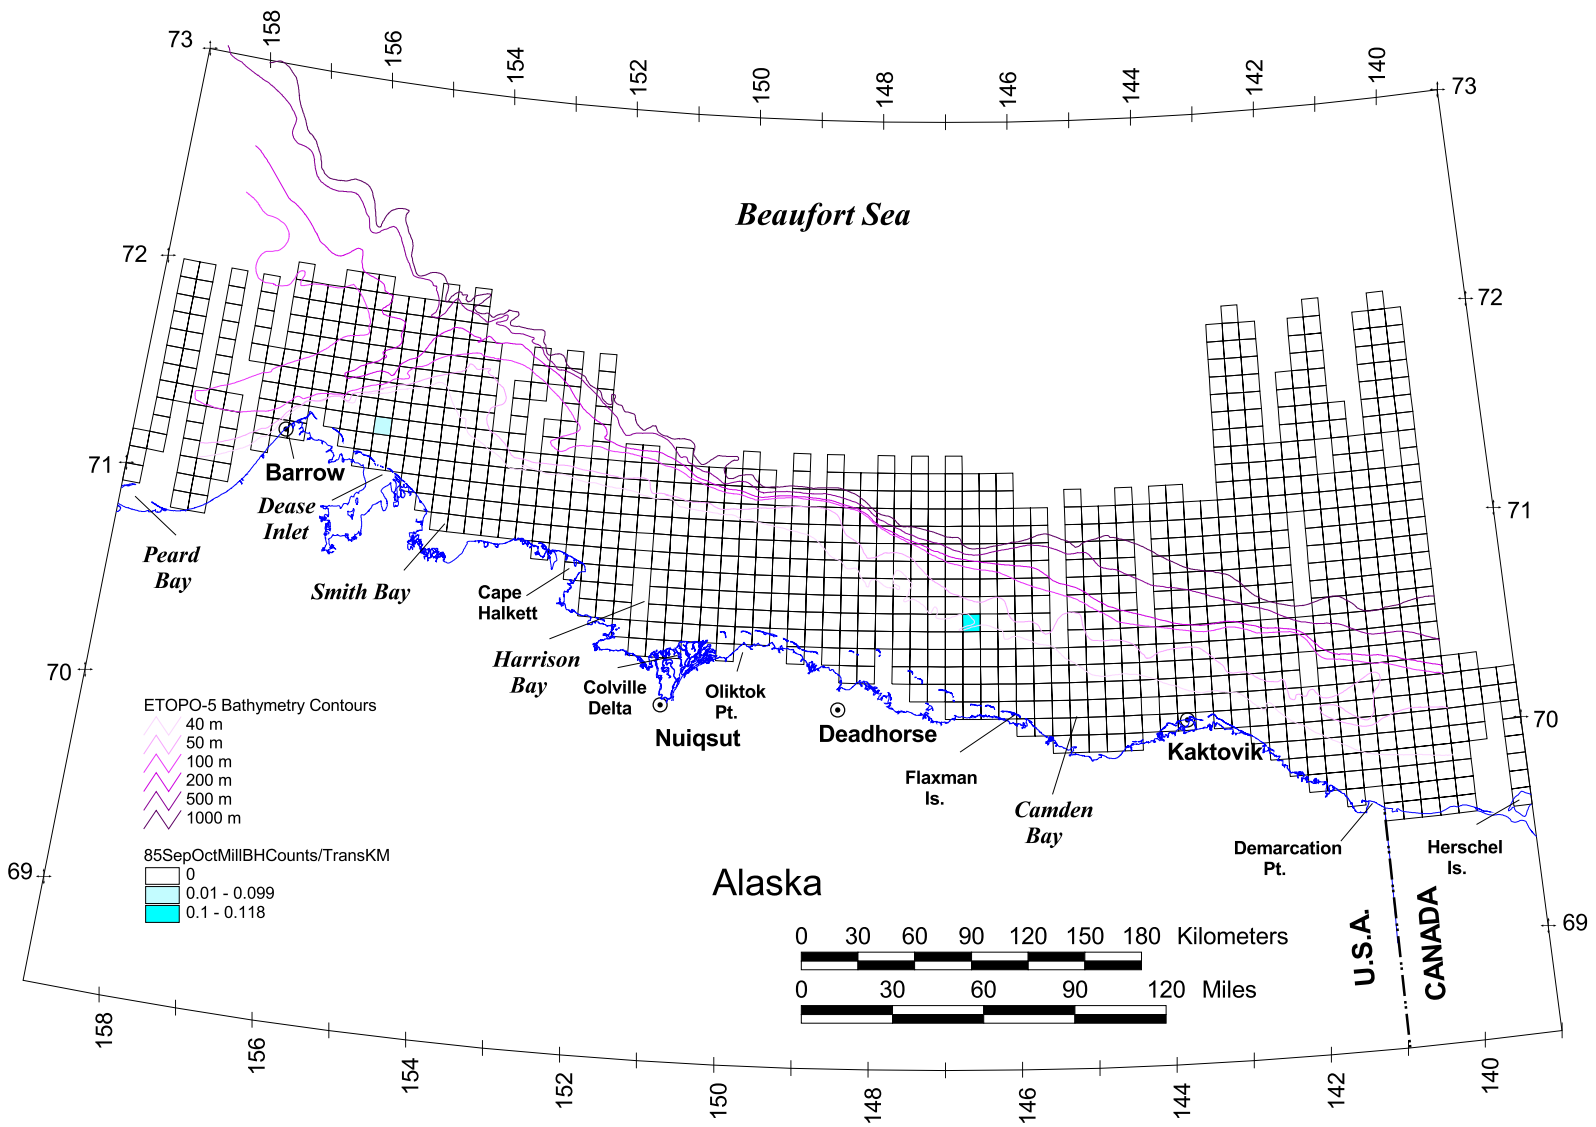 158
156
154
152
150
148
146
144
142
140
73
73
Beaufort Sea
72
72
71
71
Barrow
Dease
Inlet
Peard
Bay
Smith Bay
Cape
Halkett
Harrison
Bay
Colville
Delta
Oliktok
Pt.
Nuiqsut
Deadhorse
Kaktovik
Flaxman
Is.
Camden
Bay
Demarcation
Pt.
Herschel
Is.
70
70
ETOPO-5 Bathymetry Contours
40 m
50 m
100 m
200 m
500 m
1000 m
85SepOctMillBHCounts/TransKM
0
0.01 - 0.099
0.1 - 0.118
69
69
Alaska
U.S.A.
CANADA
0 30 60 90 120 150 180 Kilometers
0 30 60 90 120 Miles
158
156
154
152
150
148
146
144
142
140